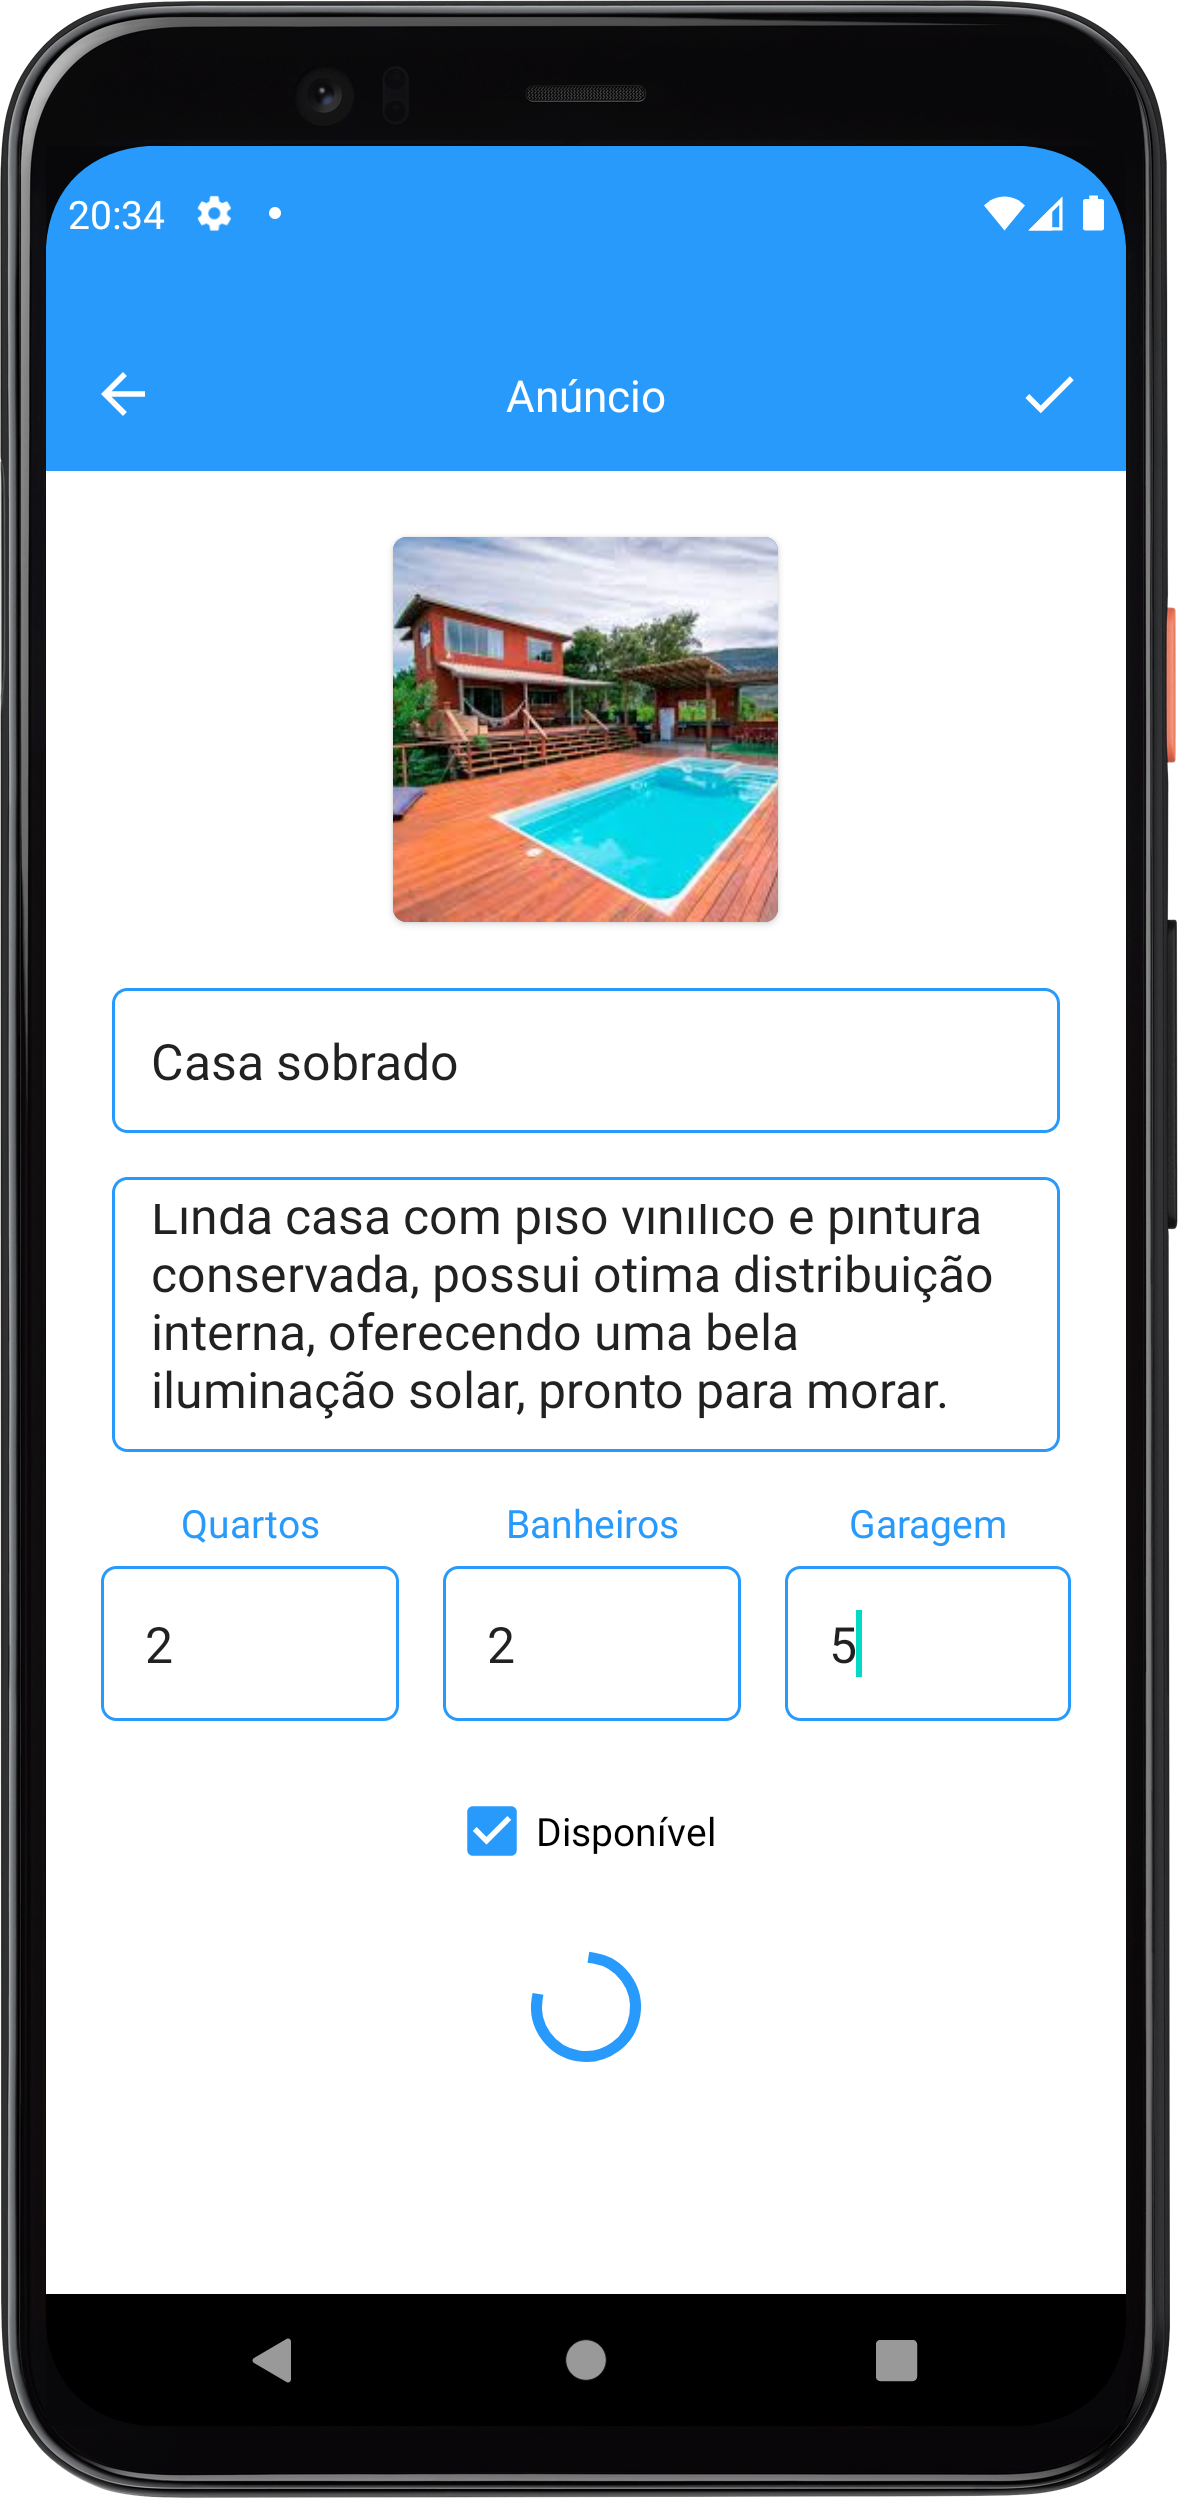 20:34
Anúncio
Casa sobrado
Linda casa com piso vinilico e pintura
conservada, possui otima distribuição
interna, oferecendo uma bela
iluminação solar, pronto para morar.
Quartos Banheiros Garagem
2 2 5
Disponível